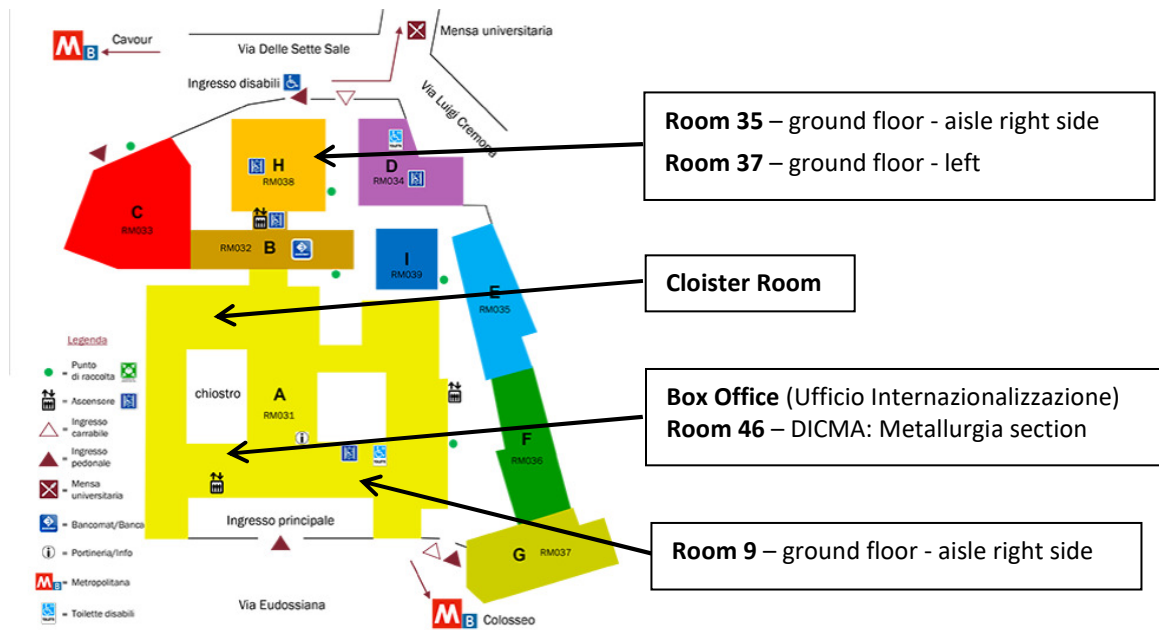 M B
Cavour
Via Delle Sette Sale
Mensa universitaria
Ingresso disabili
Via Luigi Cremona
Room 35 – ground floor - aisle right side
Room 37 – ground floor - left
H
RM038
D
RM034
C
RM033
RM032 B
I
RM039
E
RM035
Cloister Room
Legenda
= Punto di raccolta
= Ascensore
= Ingresso carrabile
= Ingresso pedonale
= Mensa universitaria
= Bancomat/Banca
= Portineria/Info
M B = Metropolitana
= Toilette disabili
chiostro
A
RM031
Box Office (Ufficio Internazionalizzazione)
Room 46 – DICMA: Metallurgia section
F
RM036
Ingresso principale
Room 9 – ground floor - aisle right side
G RM037
Via Eudossiana
M B Colosseo